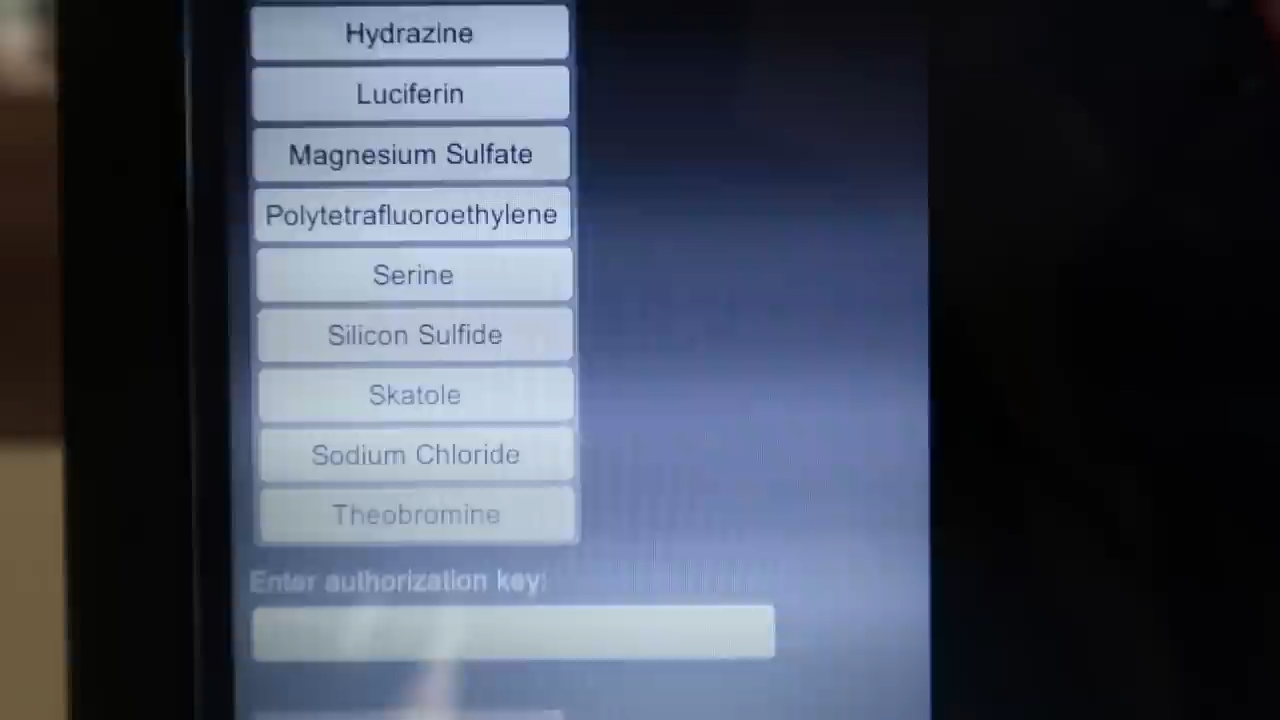 Hydrazine
Luciferin
Magnesium Sulfate
Polytetrafluoroethylene
Serine
Silicon Sulfide
Skatole
Sodium Chloride
Theobromine
Enter authorization key: